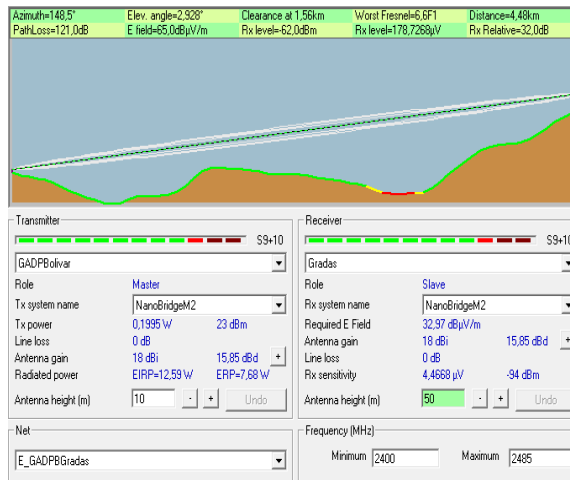 Azimuth=148,5° Elev. angle=2,928° Clearance at 1,56km Worst Fresnel=6,6F1 Distance=4,48km
PathLoss=121,0dB E field=65,0dBµV/m Rx level=-62,0dBm Rx level=178,7268µV Rx Relative=32,0dB
Transmitter
S9+10
GADPBolivar
Role Master
Tx system name NanoBridgeM2
Tx power 0,1995 W 23 dBm
Line loss 0 dB
Antenna gain 18 dBi 15,85 dBd +
Radiated power EIRP=12,59 W ERP=7,68 W
Antenna height (m) 10 - + Undo
Net
E_GADPBGradas
Receiver
S9+10
Gradas
Role Slave
Rx system name NanoBridgeM2
Required E Field 32,97 dBµV/m
Antenna gain 18 dBi 15,85 dBd +
Line loss 0 dB
Rx sensitivity 4,4668 µV -94 dBm
Antenna height (m) 50 - + Undo
Frequency (MHz)
Minimum 2400 Maximum 2485